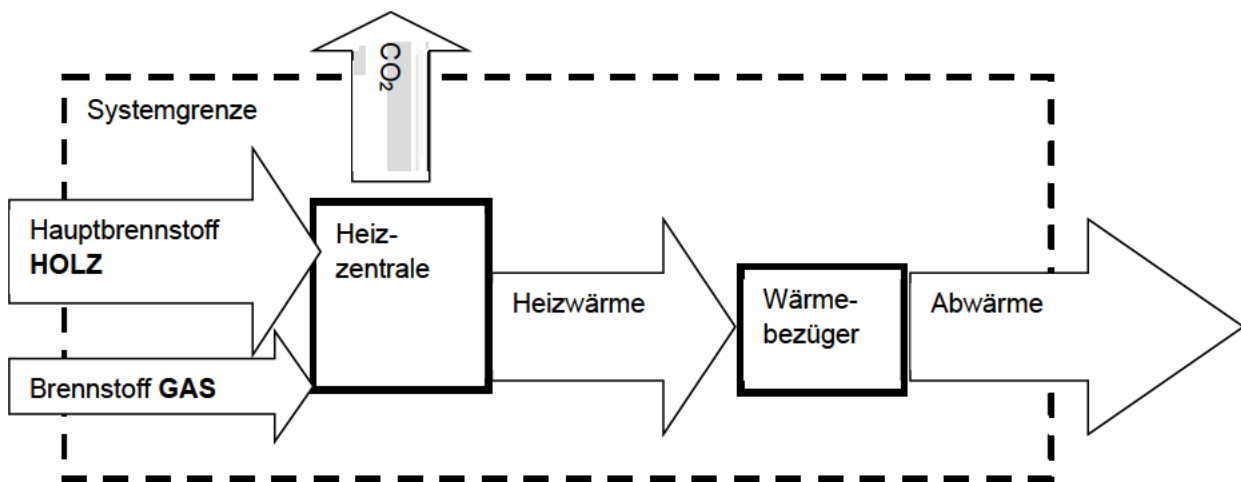 CO₂
Systemgrenze
Hauptbrennstoff
HOLZ
Heiz-
zentrale
Heizwärme
Wärme-
bezüger
Abwärme
Brennstoff GAS